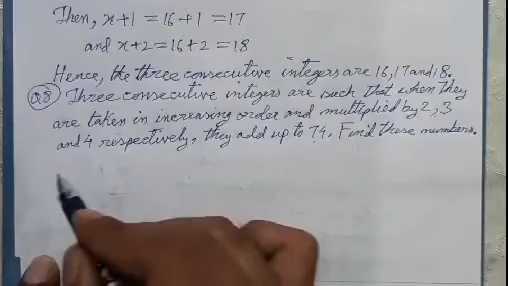 Then, x+1 = 16+1 = 17
and x+2 = 16+2 = 18
Hence, the three consecutive integers are 16, 17 and 18.
Q8 Three consecutive integers are such that when they
are taken in increasing order and multiplied by 2, 3
and 4 respectively, they add up to 74. Find these numbers.